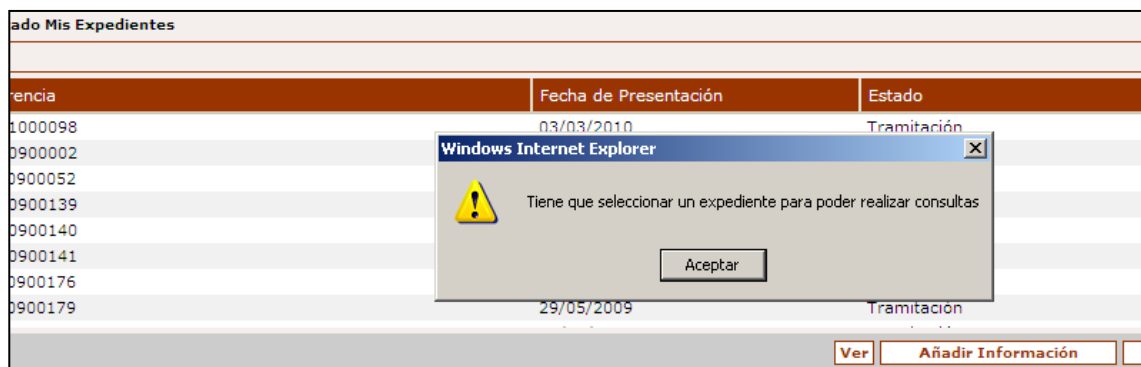 ado Mis Expedientes
rencia Fecha de Presentación Estado
1000098 03/03/2010 Tramitación
0900002
0900052
0900139
0900140
0900141
0900176
0900179 29/05/2009 Tramitación
Windows Internet Explorer
Tiene que seleccionar un expediente para poder realizar consultas
Aceptar
Ver Añadir Información